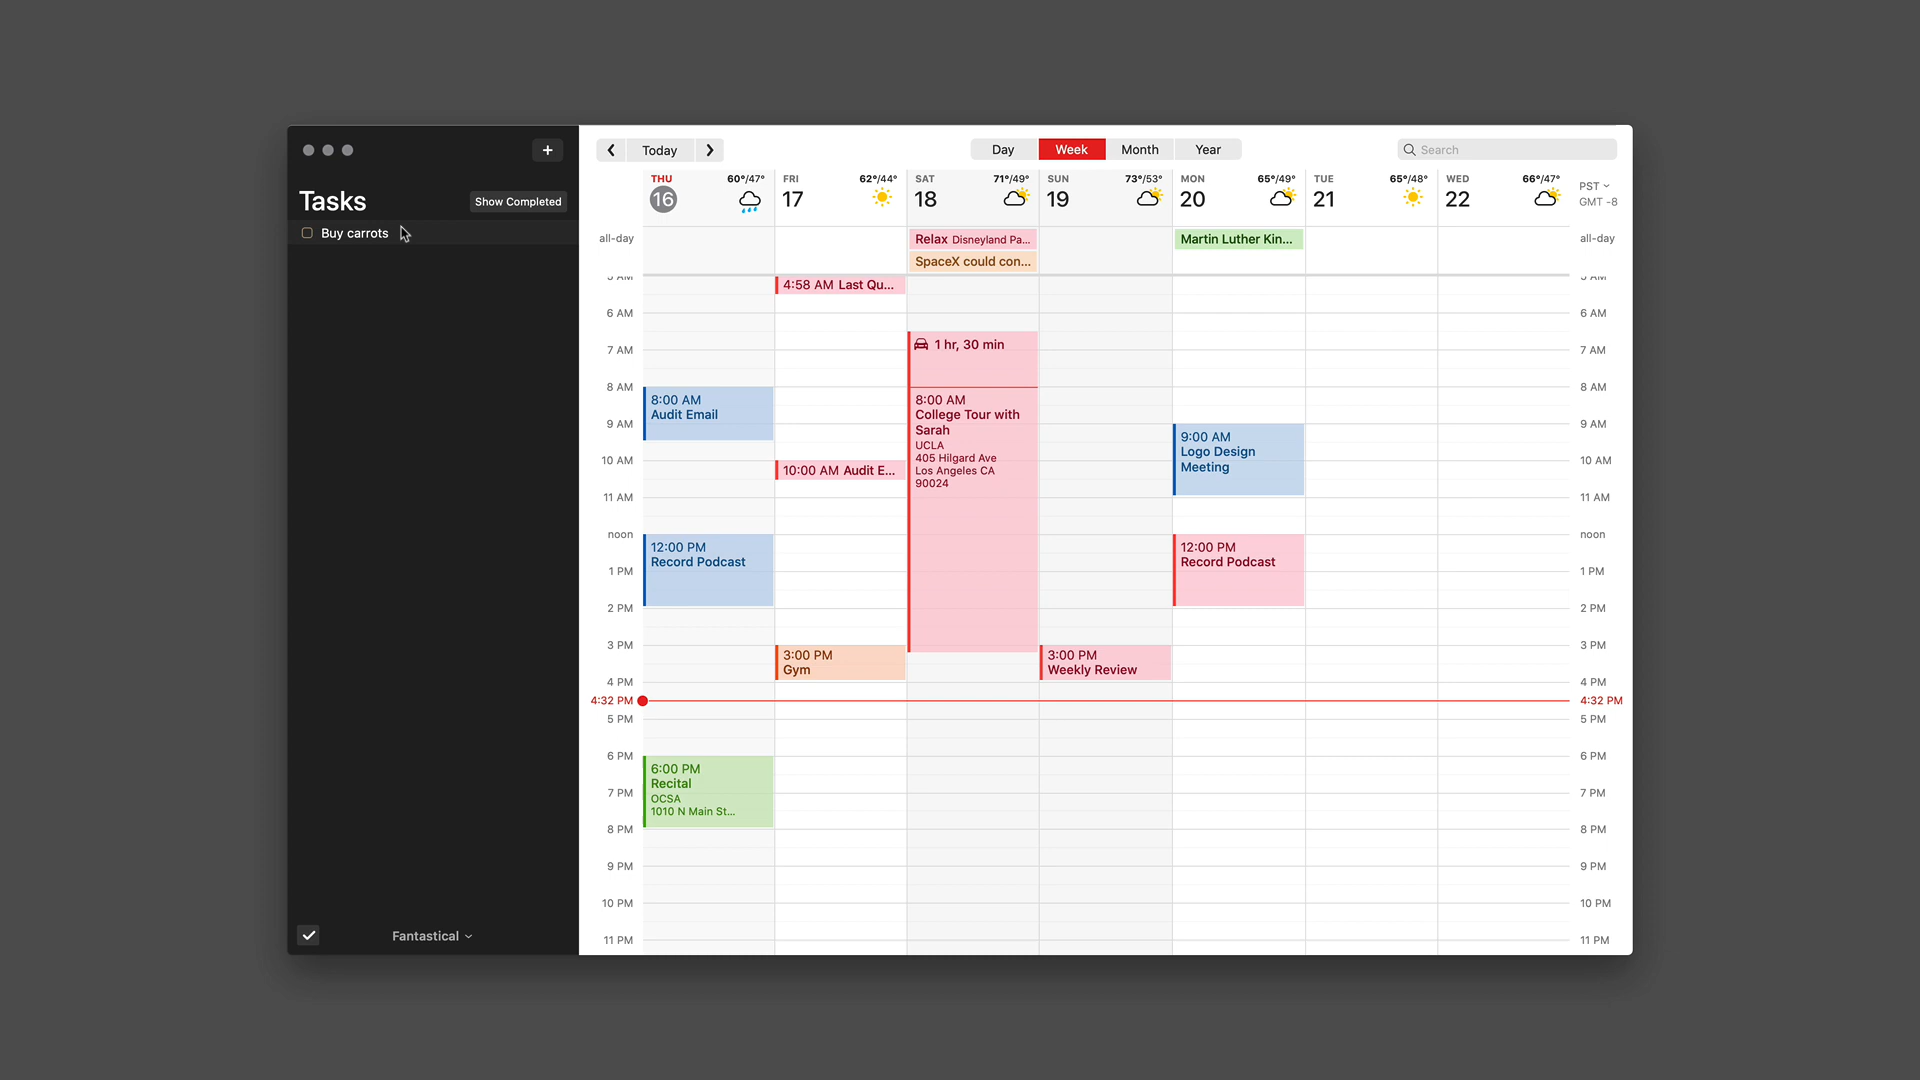 Tasks
Show Completed
Buy carrots
Fantastical
Today
Day
Week
Month
Year
Search
THU
60°/47°
16
FRI
62°/44°
17
SAT
71°/49°
18
SUN
73°/53°
19
MON
65°/49°
20
TUE
65°/48°
21
WED
66°/47°
22
PST
GMT -8
all-day
Relax Disneyland Pa...
SpaceX could con...
Martin Luther Kin...
all-day
5 AM
6 AM
7 AM
8 AM
9 AM
10 AM
11 AM
noon
1 PM
2 PM
3 PM
4 PM
4:32 PM
5 PM
6 PM
7 PM
8 PM
9 PM
10 PM
11 PM
8:00 AM
Audit Email
12:00 PM
Record Podcast
6:00 PM
Recital
OCSA
1010 N Main St...
4:58 AM Last Qu...
10:00 AM Audit E...
3:00 PM
Gym
1 hr, 30 min
8:00 AM
College Tour with
Sarah
UCLA
405 Hilgard Ave
Los Angeles CA
90024
3:00 PM
Weekly Review
9:00 AM
Logo Design
Meeting
12:00 PM
Record Podcast
5 AM
6 AM
7 AM
8 AM
9 AM
10 AM
11 AM
noon
1 PM
2 PM
3 PM
4 PM
4:32 PM
5 PM
6 PM
7 PM
8 PM
9 PM
10 PM
11 PM